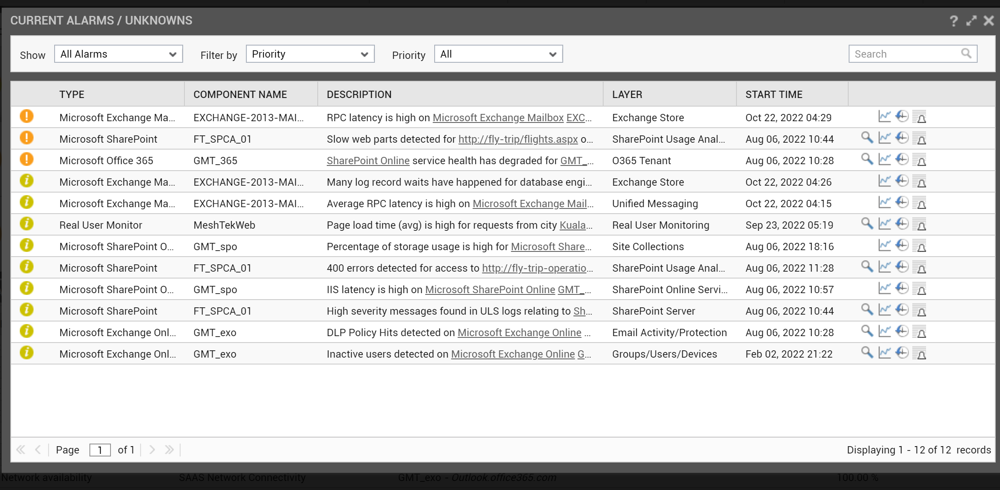 CURRENT ALARMS / UNKNOWNS ?
Show All Alarms Filter by Priority Priority All Search
TYPE COMPONENT NAME DESCRIPTION LAYER START TIME
Microsoft Exchange Ma... EXCHANGE-2013-MAI... RPC latency is high on Microsoft Exchange Mailbox EXC... Exchange Store Oct 22, 2022 04:29
Microsoft SharePoint FT_SPCA_01 Slow web parts detected for http://fly-trip/flights.aspx o... SharePoint Usage Anal... Aug 06, 2022 10:44
Microsoft Office 365 GMT_365 SharePoint Online service health has degraded for GMT_... O365 Tenant Aug 06, 2022 10:28
Microsoft Exchange Ma... EXCHANGE-2013-MAI... Many log record waits have happened for database engi... Exchange Store Oct 22, 2022 04:26
Microsoft Exchange Ma... EXCHANGE-2013-MAI... Average RPC latency is high on Microsoft Exchange Mail... Unified Messaging Oct 22, 2022 04:15
Real User Monitor MeshTekWeb Page load time (avg) is high for requests from city Kuala... Real User Monitoring Sep 23, 2022 05:19
Microsoft SharePoint O... GMT_spo Percentage of storage usage is high for Microsoft Share... Site Collections Aug 06, 2022 18:16
Microsoft SharePoint FT_SPCA_01 400 errors detected for access to http://fly-trip-operatio... SharePoint Usage Anal... Aug 06, 2022 11:28
Microsoft SharePoint O... GMT_spo IIS latency is high on Microsoft SharePoint Online GMT_... SharePoint Online Servi... Aug 06, 2022 10:57
Microsoft SharePoint FT_SPCA_01 High severity messages found in ULS logs relating to Sh... SharePoint Server Aug 06, 2022 10:44
Microsoft Exchange Onl... GMT_exo DLP Policy Hits detected on Microsoft Exchange Online ... Email Activity/Protection Aug 06, 2022 10:28
Microsoft Exchange Onl... GMT_exo Inactive users detected on Microsoft Exchange Online G... Groups/Users/Devices Feb 02, 2022 21:22
Page 1 of 1 Displaying 1 - 12 of 12 records
Network availability SAAS Network Connectivity GMT_exo - Outlook.office365.com 100.00 %